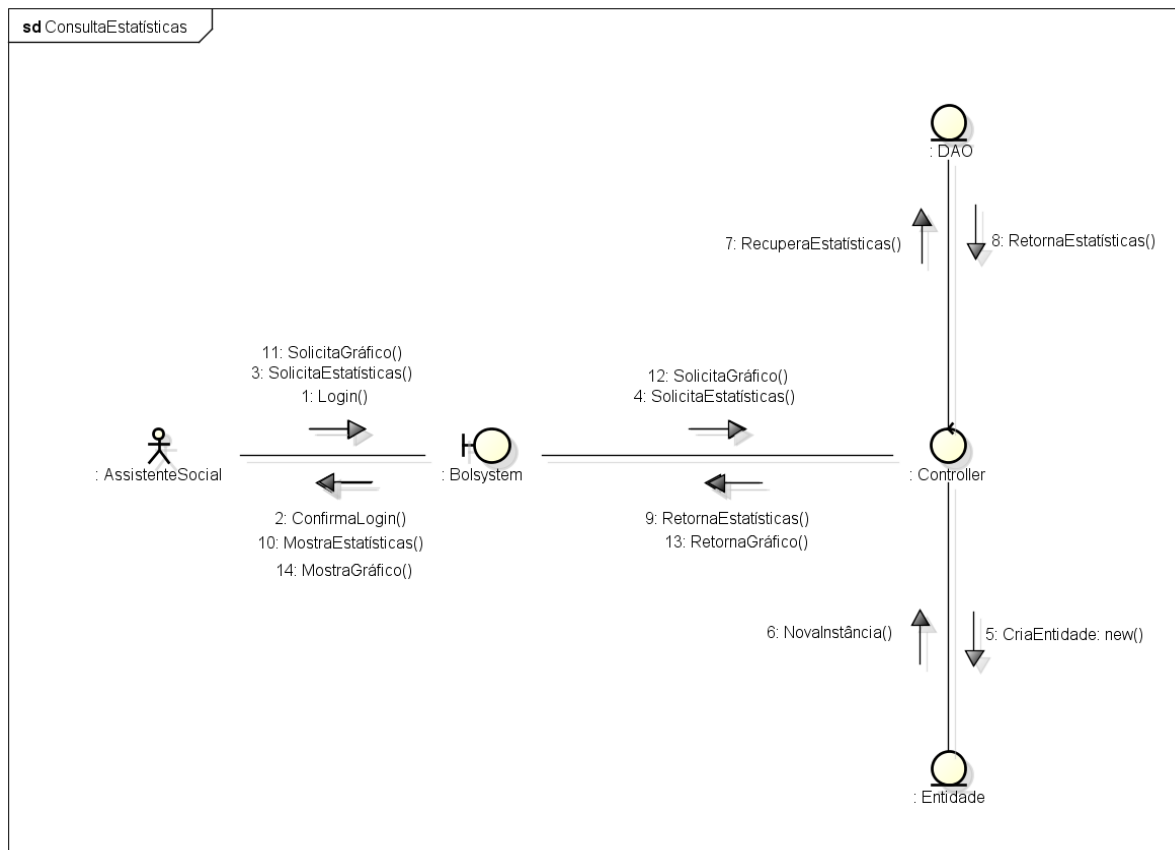 sd ConsultaEstatísticas
: DAO
7: RecuperaEstatísticas()
8: RetornaEstatísticas()
11: SolicitaGráfico()
3: SolicitaEstatísticas()
1: Login()
12: SolicitaGráfico()
4: SolicitaEstatísticas()
: AssistenteSocial
: Bolsystem
: Controller
2: ConfirmaLogin()
10: MostraEstatísticas()
14: MostraGráfico()
9: RetornaEstatísticas()
13: RetornaGráfico()
6: NovaInstância()
5: CriaEntidade: new()
: Entidade